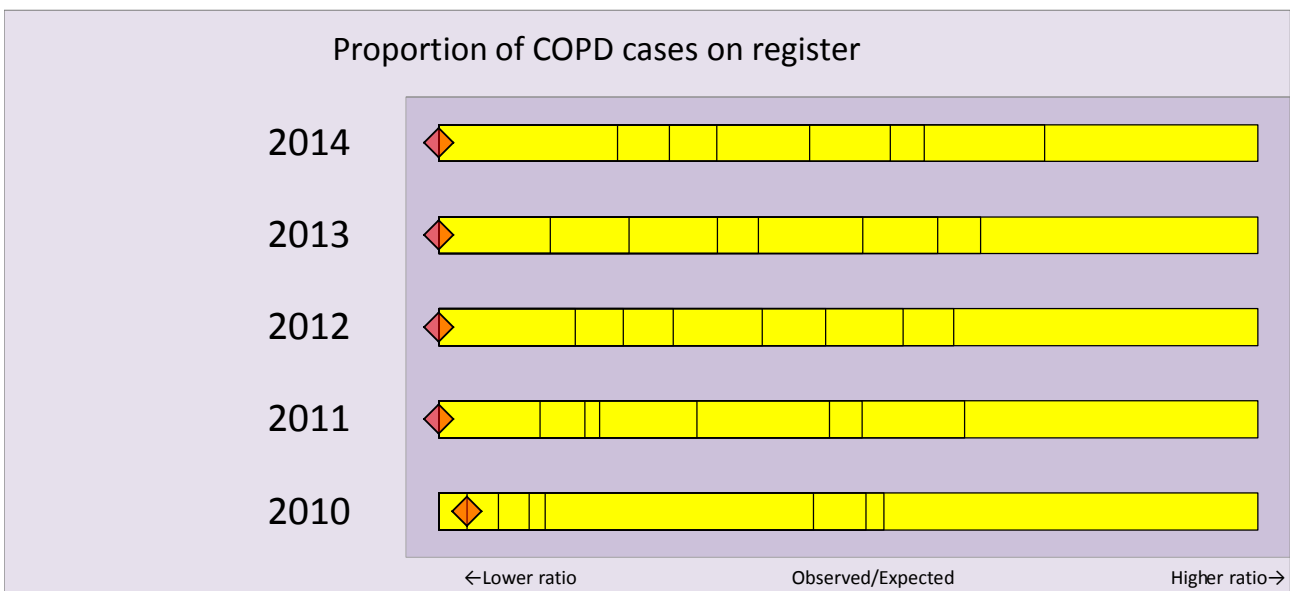 Proportion of COPD cases on register
2014
2013
2012
2011
2010
←Lower ratio Observed/Expected Higher ratio→